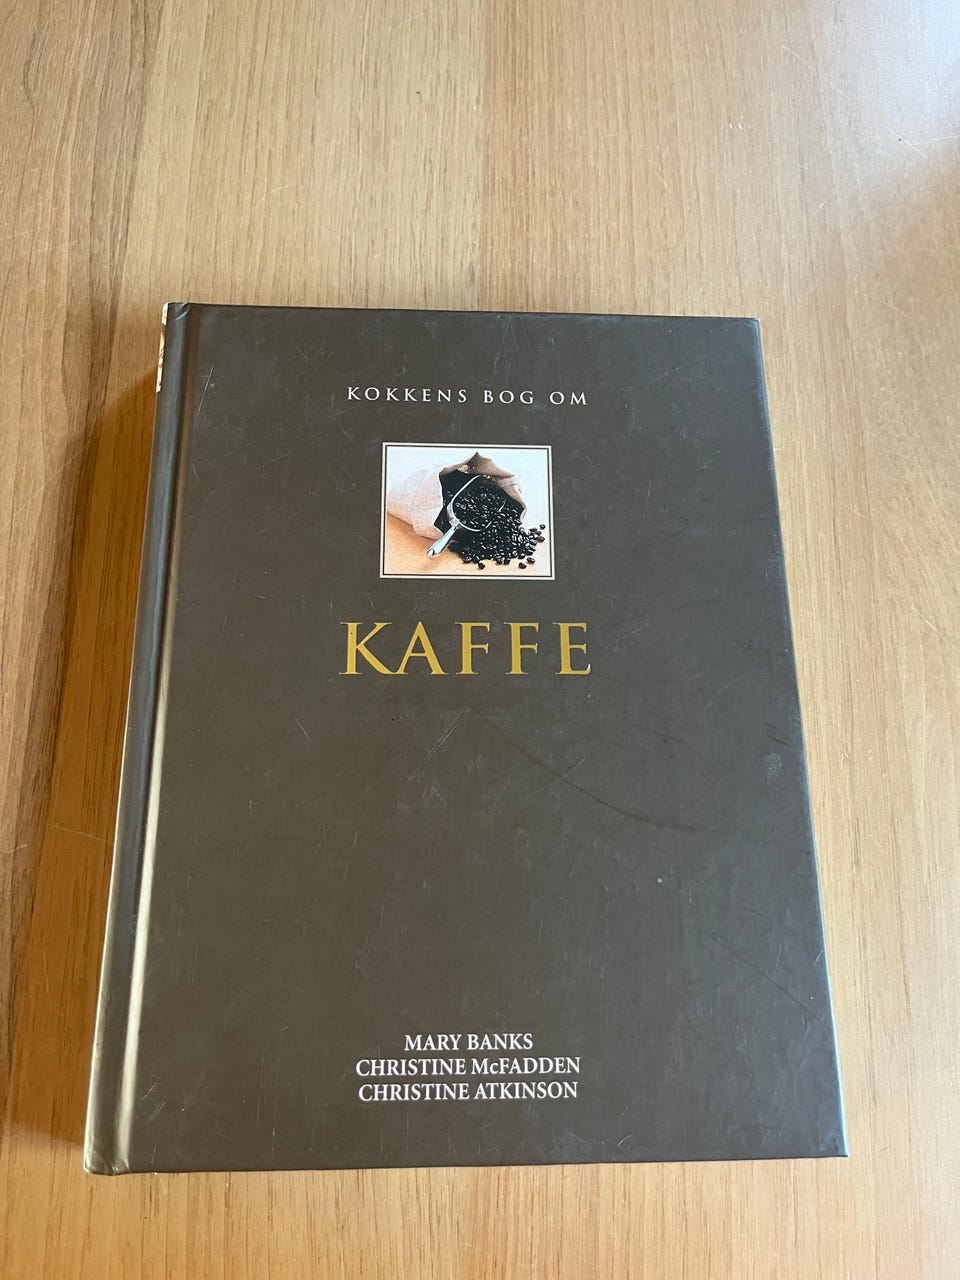 KOKKENS BOG OM
KAFFE
MARY BANKS
CHRISTINE McFADDEN
CHRISTINE ATKINSON